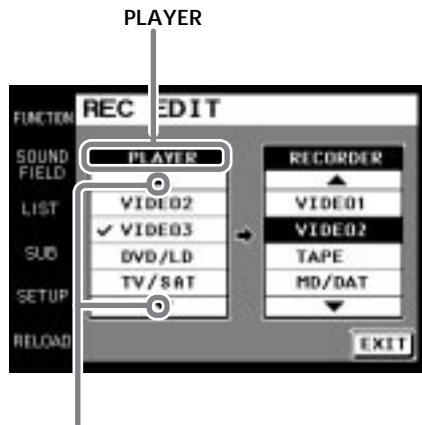 PLAYER
REC EDIT
FUNCTION
SOUND
FIELD
LIST
SUB
SETUP
RELOAD
PLAYER
VIDEO2
✓ VIDEO3
DVD/LD
TV/SAT
RECORDER
VIDEO1
VIDEO2
TAPE
MD/DAT
EXIT